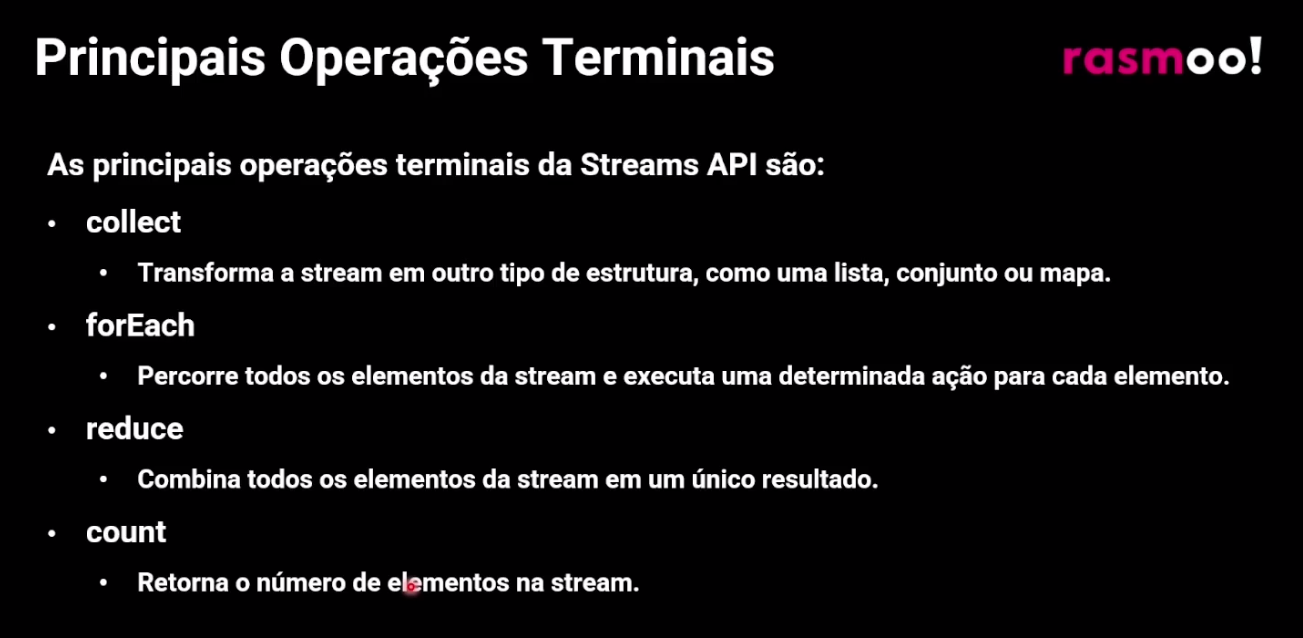 Principais Operações Terminais
rasmoo!
As principais operações terminais da Streams API são:
• collect
• Transforma a stream em outro tipo de estrutura, como uma lista, conjunto ou mapa.
• forEach
• Percorre todos os elementos da stream e executa uma determinada ação para cada elemento.
• reduce
• Combina todos os elementos da stream em um único resultado.
• count
• Retorna o número de elementos na stream.